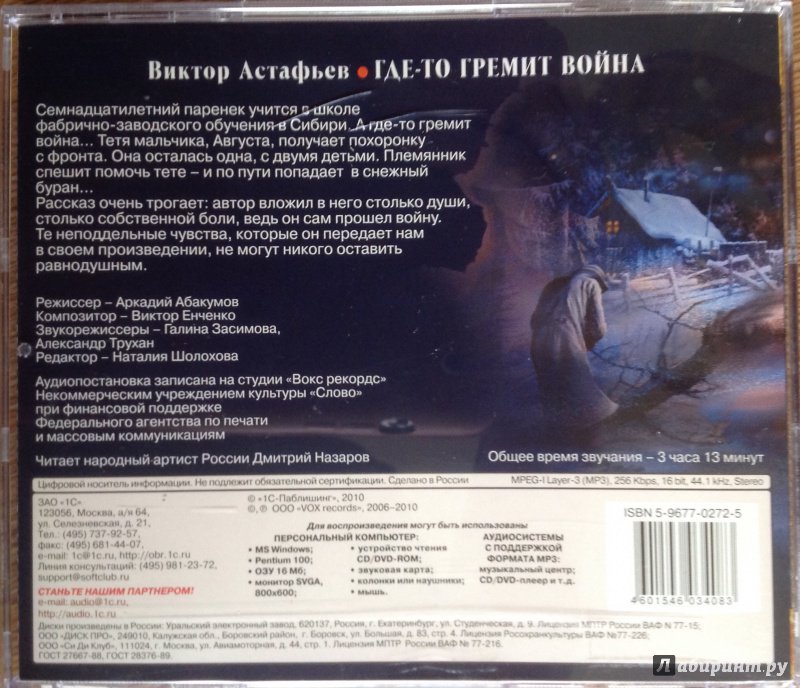 Виктор Астафьев • ГДЕ-ТО ГРЕМИТ ВОЙНА
Семнадцатилетний паренек учится в школе
фабрично-заводского обучения в Сибири. А где-то гремит
война... Тетя мальчика, Августа, получает похоронку
с фронта. Она осталась одна, с двумя детьми. Племянник
спешит помочь тете – и по пути попадает в снежный
буран...
Рассказ очень трогает: автор вложил в него столько души,
столько собственной боли, ведь он сам прошел войну.
Те неподдельные чувства, которые он передает нам
в своем произведении, не могут никого оставить
равнодушным.
Режиссер – Аркадий Абакумов
Композитор – Виктор Енченко
Звукорежиссеры – Галина Засимова,
Александр Трухан
Редактор – Наталия Шолохова
Аудиопостановка записана на студии «Вокс рекордс»
Некоммерческим учреждением культуры «Слово»
при финансовой поддержке
Федерального агентства по печати
и массовым коммуникациям
Читает народный артист России Дмитрий Назаров
Общее время звучания – 3 часа 13 минут
Цифровой носитель информации. Не подлежит обязательной сертификации. Сделано в России
MPEG-I Layer-3 (MP3), 256 Kbps, 16 bit, 44.1 kHz, Stereo
ЗАО «1С»
123056, Москва, а/я 64,
ул. Селезневская, д. 21,
Тел.: (495) 737-92-57,
факс: (495) 681-44-07,
e-mail: 1c@1c.ru, http://obr.1c.ru
Линия консультаций: (495) 981-23-72,
support@softclub.ru
СТАНЬТЕ НАШИМ ПАРТНЕРОМ!
e-mail: audio@1c.ru,
http://audio.1c.ru
© «1С-Паблишинг», 2010
©, ℗ ООО «VOX records», 2006–2010
Для воспроизведения могут быть использованы
ПЕРСОНАЛЬНЫЙ КОМПЬЮТЕР:
• MS Windows;
• Pentium 100;
• ОЗУ 16 Мб;
• монитор SVGA,
800x600;
• устройство чтения
CD/DVD-ROM;
• звуковая карта;
• колонки или наушники;
• мышь.
АУДИОСИСТЕМЫ
С ПОДДЕРЖКОЙ
ФОРМАТА MP3:
музыкальный центр;
CD/DVD-плеер и т.д.
ISBN 5-9677-0272-5
4601546 034083
Диски изготовлены в России: Уральский электронный завод, 620137, Россия, г. Екатеринбург, ул. Студенческая, д. 9. Лицензия МПТР России ВАФ N 77-15;
ООО «ДИСК ПРО», 249010, Калужская обл., Боровский район, г. Боровск, ул. Большая, д. 83, стр. 4. Лицензия Росохранкультуры ВАФ №77-226;
ООО «Си Ди Клуб», 111024, г. Москва, ул. Авиамоторная, д. 44, стр. 1. Лицензия МПТР России ВАФ № 77-216.
ГОСТ 27667-88, ГОСТ 28376-89.
Лабиринт.ру